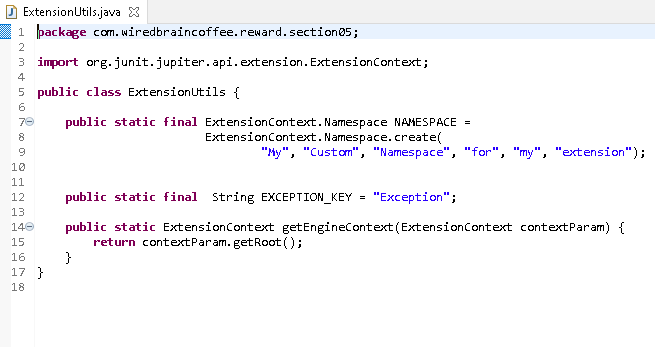 ExtensionUtils.java
1 package com.wiredbraincoffee.reward.section05;
2
3 import org.junit.jupiter.api.extension.ExtensionContext;
4
5 public class ExtensionUtils {
6
7 public static final ExtensionContext.Namespace NAMESPACE =
8 ExtensionContext.Namespace.create(
9 "My", "Custom", "Namespace", "for", "my", "extension");
10
11
12 public static final  String EXCEPTION_KEY = "Exception";
13
14 public static ExtensionContext getEngineContext(ExtensionContext contextParam) {
15 return contextParam.getRoot();
16 }
17 }
18